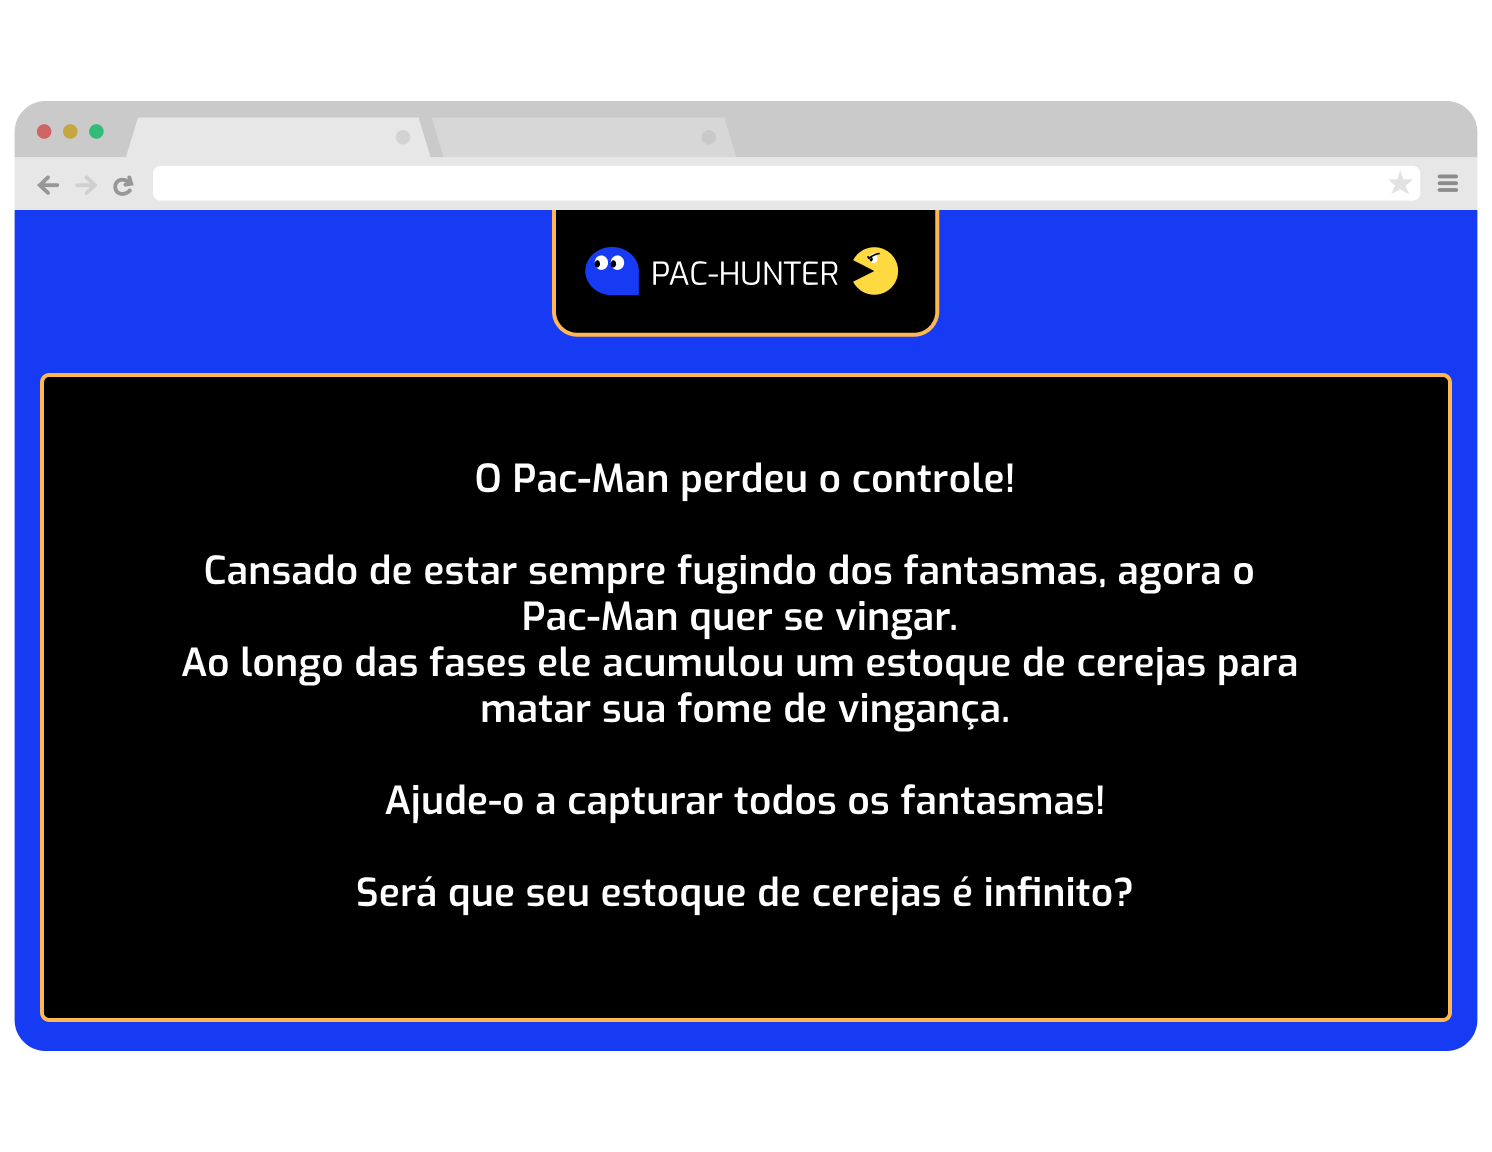 PAC-HUNTER
O Pac-Man perdeu o controle!
Cansado de estar sempre fugindo dos fantasmas, agora o
Pac-Man quer se vingar.
Ao longo das fases ele acumulou um estoque de cerejas para
matar sua fome de vingança.
Ajude-o a capturar todos os fantasmas!
Será que seu estoque de cerejas é infinito?